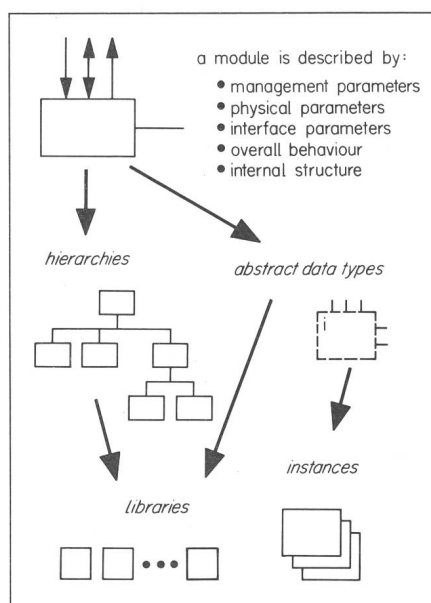 a module is described by:
• management parameters
• physical parameters
• interface parameters
• overall behaviour
• internal structure
hierarchies
abstract data types
i
instances
libraries